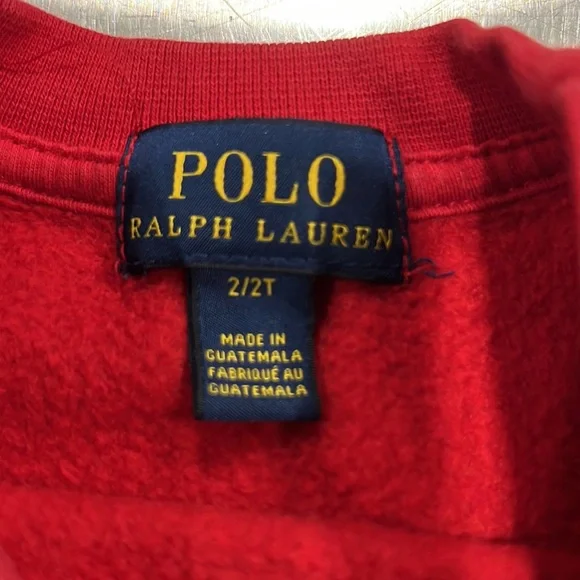 POLO
RALPH LAUREN
2/2T
MADE IN
GUATEMALA
FABRIQUÉ AU
GUATEMALA